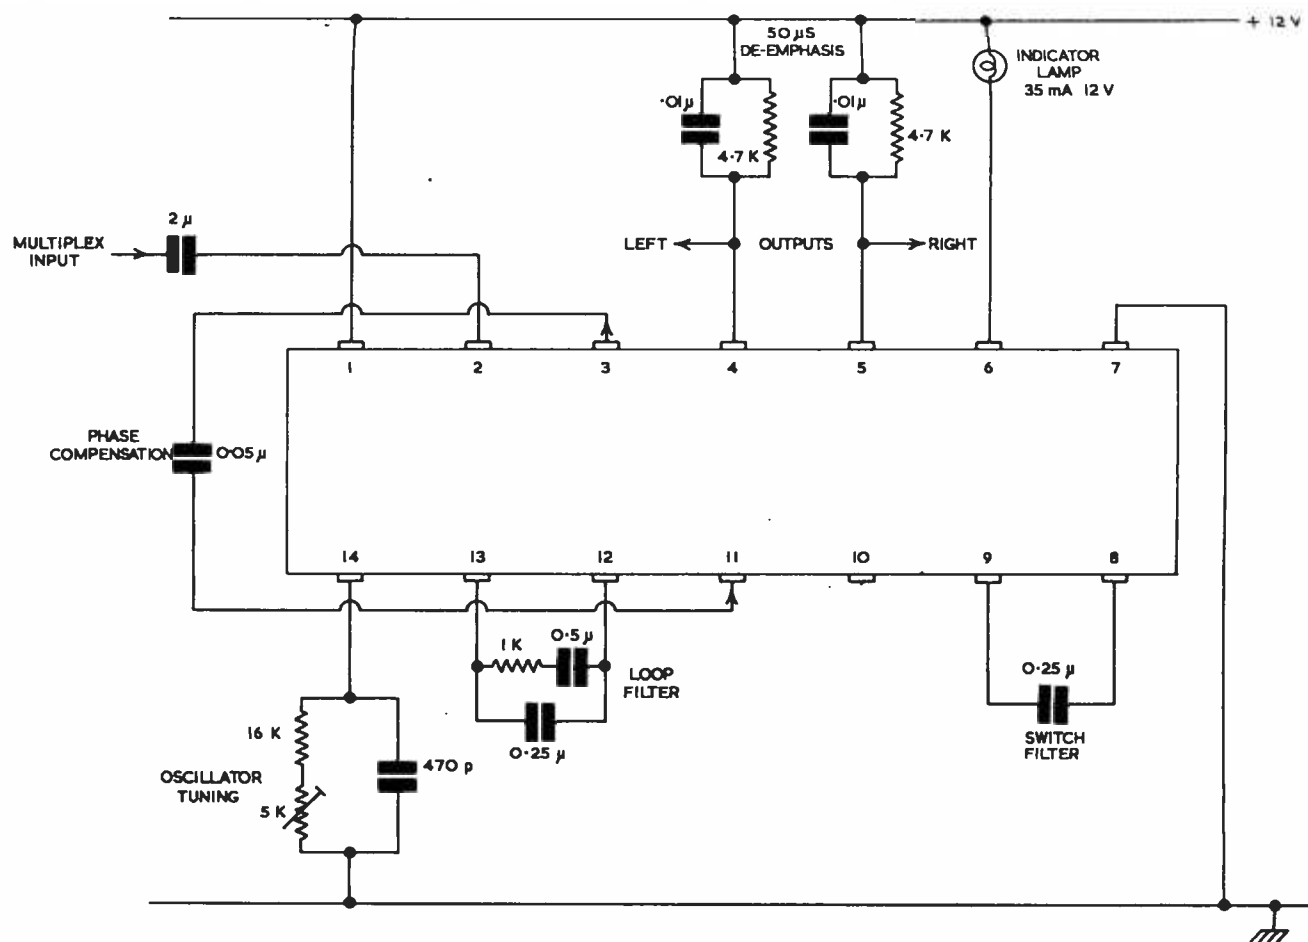 + 12 V
50 µS
DE-EMPHASIS
INDICATOR
LAMP
35 mA 12 V
·01µ
4·7 K
·01µ
4·7 K
2 µ
MULTIPLEX
INPUT
LEFT
OUTPUTS
RIGHT
1
2
3
4
5
6
7
PHASE
COMPENSATION
0·05 µ
14
13
12
11
10
9
8
1 K
0·5 µ
LOOP
FILTER
0·25 µ
0·25 µ
SWITCH
FILTER
16 K
OSCILLATOR
TUNING
5 K
470 p